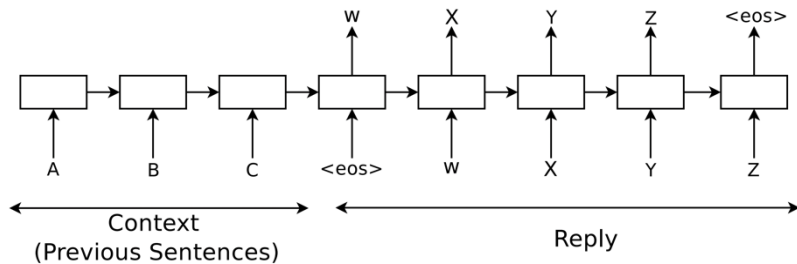 w X Y Z <eos>
A B C <eos> w X Y Z
Context
(Previous Sentences)
Reply